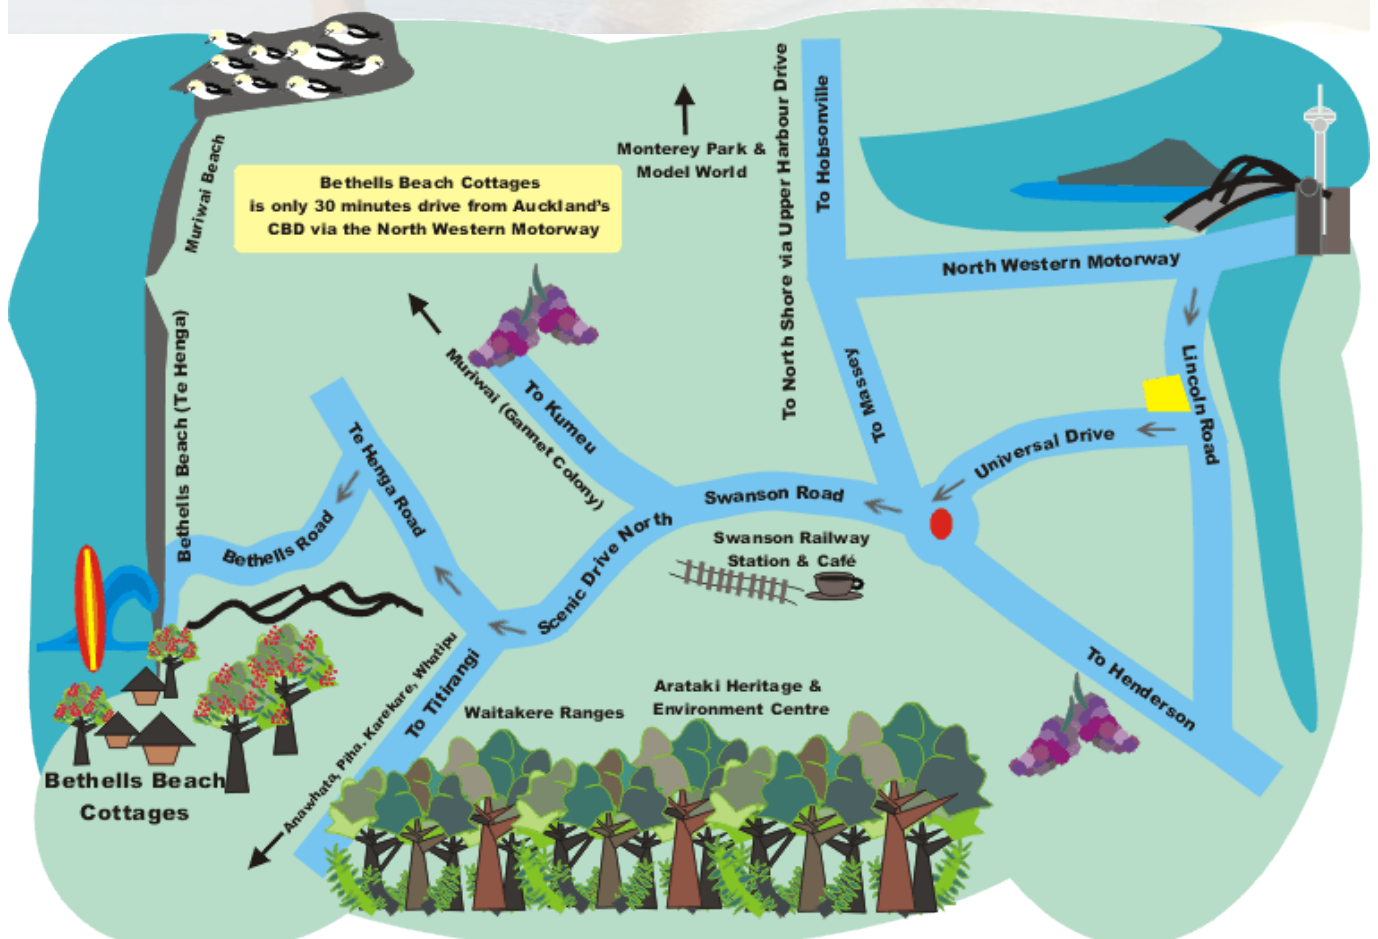 Muriwai Beach
Bethells Beach Cottages
is only 30 minutes drive from Auckland's
CBD via the North Western Motorway
Monterey Park &
Model World
To North Shore via Upper Harbour Drive
To Hobsonville
North Western Motorway
Lincoln Road
Universal Drive
To Massey
Swanson Road
Swanson Railway
Station & Café
To Kumeu
Muriwai (Gannet Colony)
Scenic Drive North
Te Henga Road
Bethells Road
Bethells Beach (Te Henga)
Anawhata, Piha, Karekare, Whatipu
To Titirangi
Waitakere Ranges
Arataki Heritage &
Environment Centre
To Henderson
Bethells Beach
Cottages